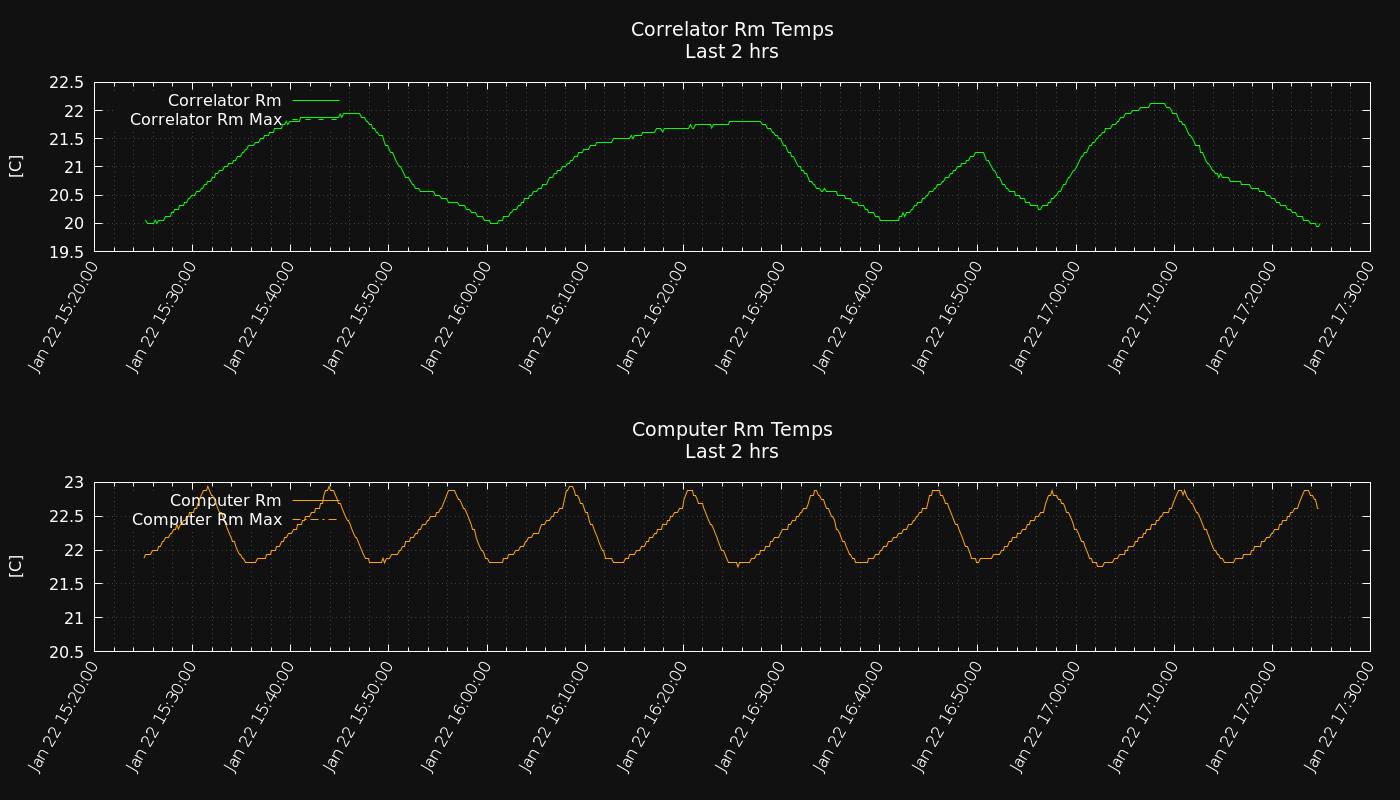 Correlator Rm Temps
Last 2 hrs
22.5
22
21.5
21
20.5
20
19.5
[C]
Correlator Rm
Correlator Rm Max
Jan 22 15:20:00
Jan 22 15:30:00
Jan 22 15:40:00
Jan 22 15:50:00
Jan 22 16:00:00
Jan 22 16:10:00
Jan 22 16:20:00
Jan 22 16:30:00
Jan 22 16:40:00
Jan 22 16:50:00
Jan 22 17:00:00
Jan 22 17:10:00
Jan 22 17:20:00
Jan 22 17:30:00
Computer Rm Temps
Last 2 hrs
23
22.5
22
21.5
21
20.5
[C]
Computer Rm
Computer Rm Max
Jan 22 15:20:00
Jan 22 15:30:00
Jan 22 15:40:00
Jan 22 15:50:00
Jan 22 16:00:00
Jan 22 16:10:00
Jan 22 16:20:00
Jan 22 16:30:00
Jan 22 16:40:00
Jan 22 16:50:00
Jan 22 17:00:00
Jan 22 17:10:00
Jan 22 17:20:00
Jan 22 17:30:00